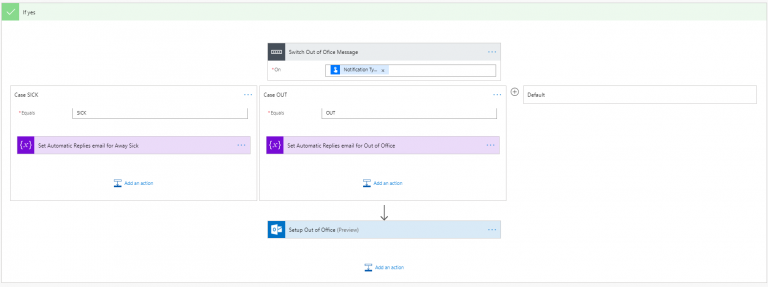 If yes
Switch Out of Office Message
*On
Notification Ty... x
Case SICK
*Equals
SICK
{x} Set Automatic Replies email for Away Sick
Add an action
Case OUT
*Equals
OUT
{x} Set Automatic Replies email for Out of Office
Add an action
Default
Setup Out of Office (Preview)
Add an action